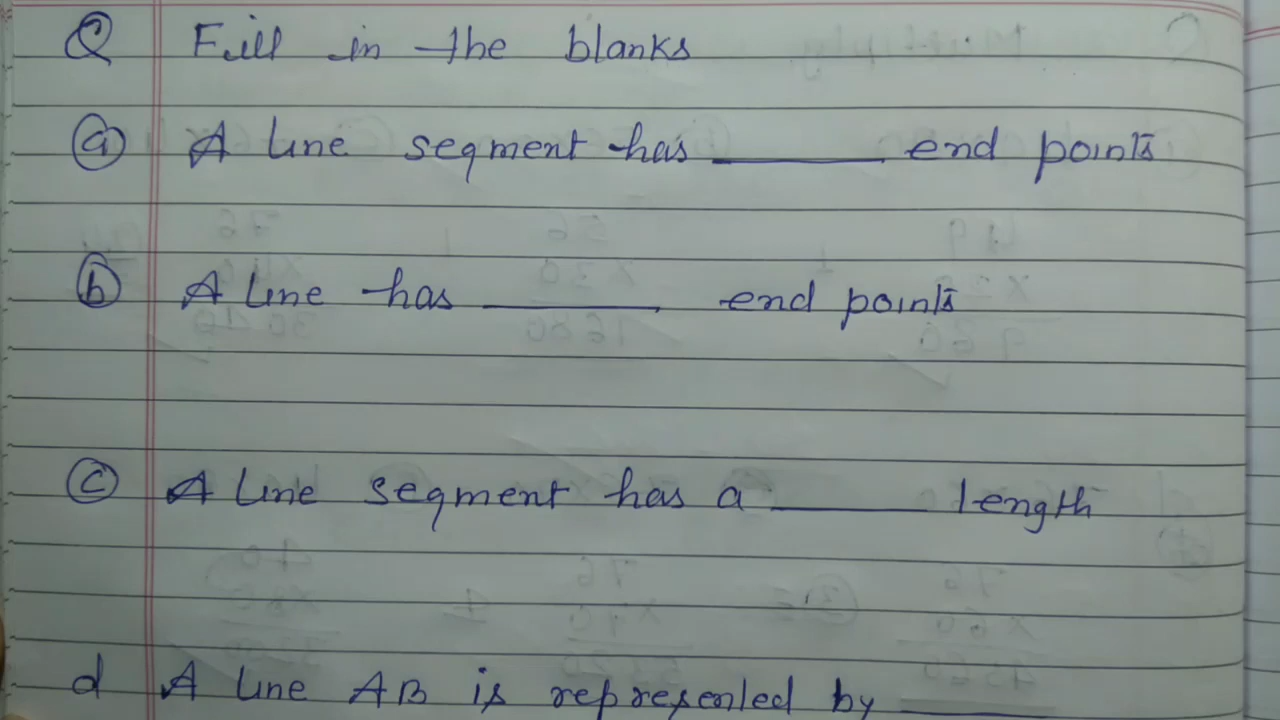 Q Fill in the blanks
(a) A line segment has ______ end points
(b) A line has ______ end points
(c) A line segment has a ______ length
d A line AB is represented by ______